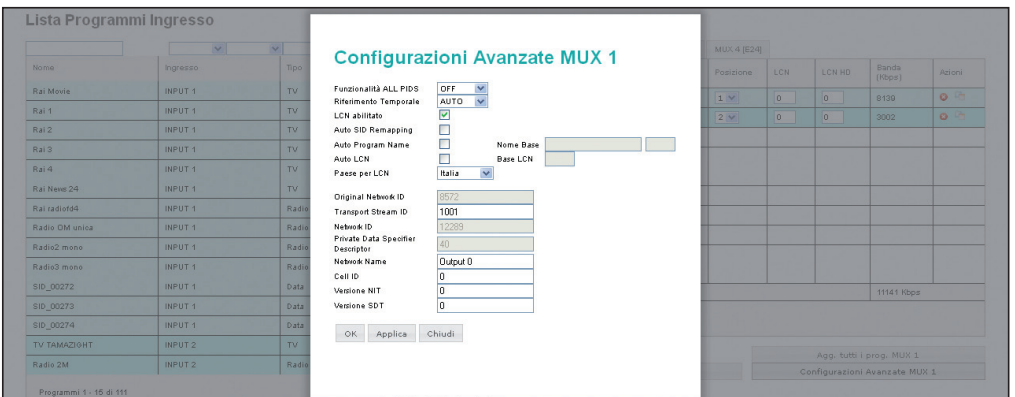 Lista Programmi Ingresso
MUX 4 [E24]
Nome Ingresso Tipo
Posizione LCN LCN HD Banda (Kbps) Azioni
Rai Movie INPUT 1 TV
1 0 0 8139
Rai 1 INPUT 1 TV
2 0 0 3002
Rai 2 INPUT 1 TV
Rai 3 INPUT 1 TV
Rai 4 INPUT 1 TV
Rai News 24 INPUT 1 TV
Rai radiofd4 INPUT 1 Radio
Radio OM unica INPUT 1 Radio
Radio2 mono INPUT 1 Radio
Radio3 mono INPUT 1 Radio
SID_00272 INPUT 1 Data
SID_00273 INPUT 1 Data
SID_00274 INPUT 1 Data
TV TAMAZIGHT INPUT 2 TV
Radio 2M INPUT 2 Radio
Programmi 1 - 15 di 111
11141 Kbps
Agg. tutti i prog. MUX 1
Configurazioni Avanzate MUX 1
Configurazioni Avanzate MUX 1
Funzionalità ALL PIDS OFF
Riferimento Temporale AUTO
LCN abilitato
Auto SID Remapping
Auto Program Name Nome Base
Auto LCN Base LCN
Paese per LCN Italia
Original Network ID 8572
Transport Stream ID 1001
Network ID 12289
Private Data Specifier
Descriptor 40
Network Name Output 0
Cell ID 0
Versione NIT 0
Versione SDT 0
OK Applica Chiudi